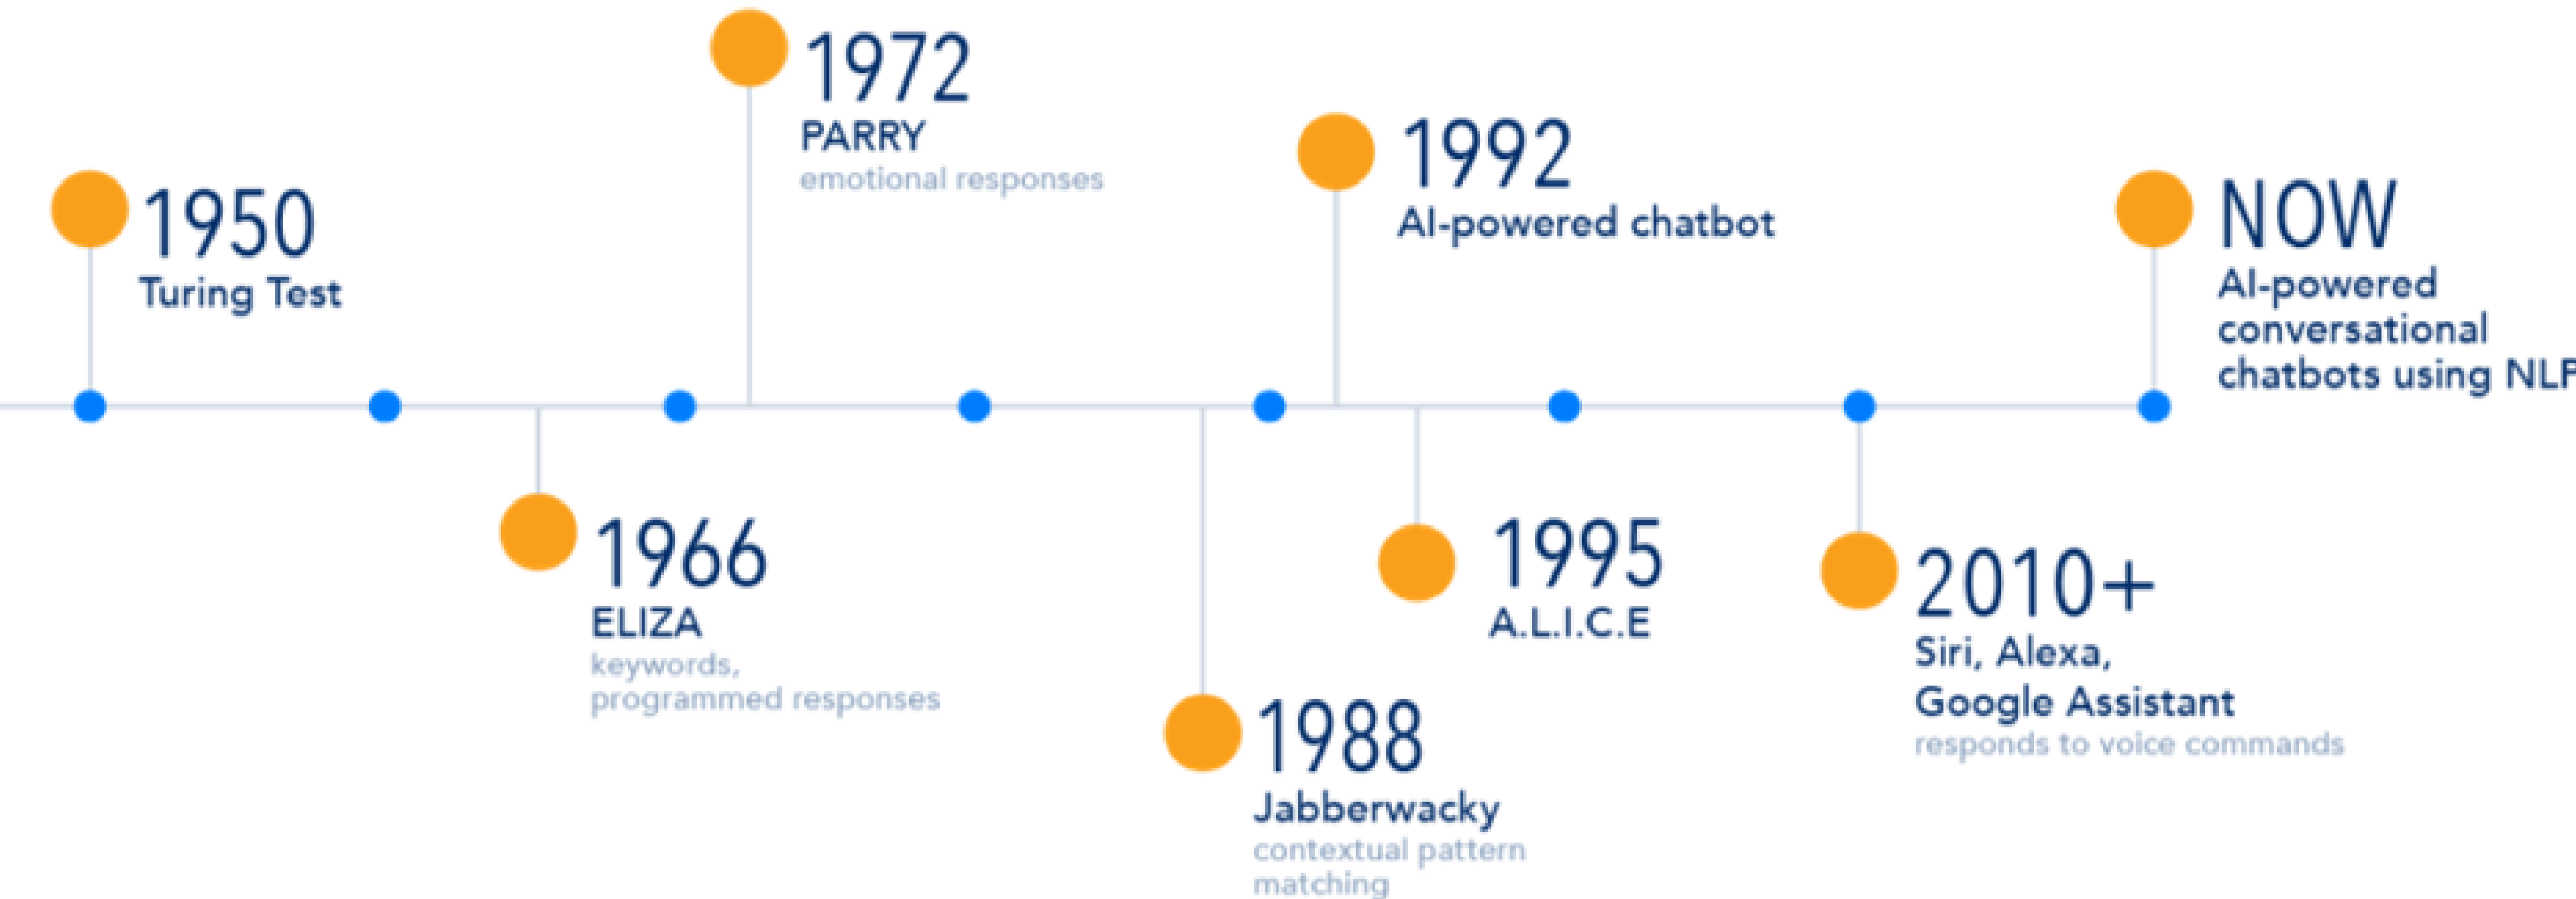 1950
Turing Test
1966
ELIZA
keywords,
programmed responses
1972
PARRY
emotional responses
1988
Jabberwacky
contextual pattern
matching
1992
AI-powered chatbot
1995
A.L.I.C.E
2010+
Siri, Alexa,
Google Assistant
responds to voice commands
NOW
AI-powered
conversational
chatbots using NLP